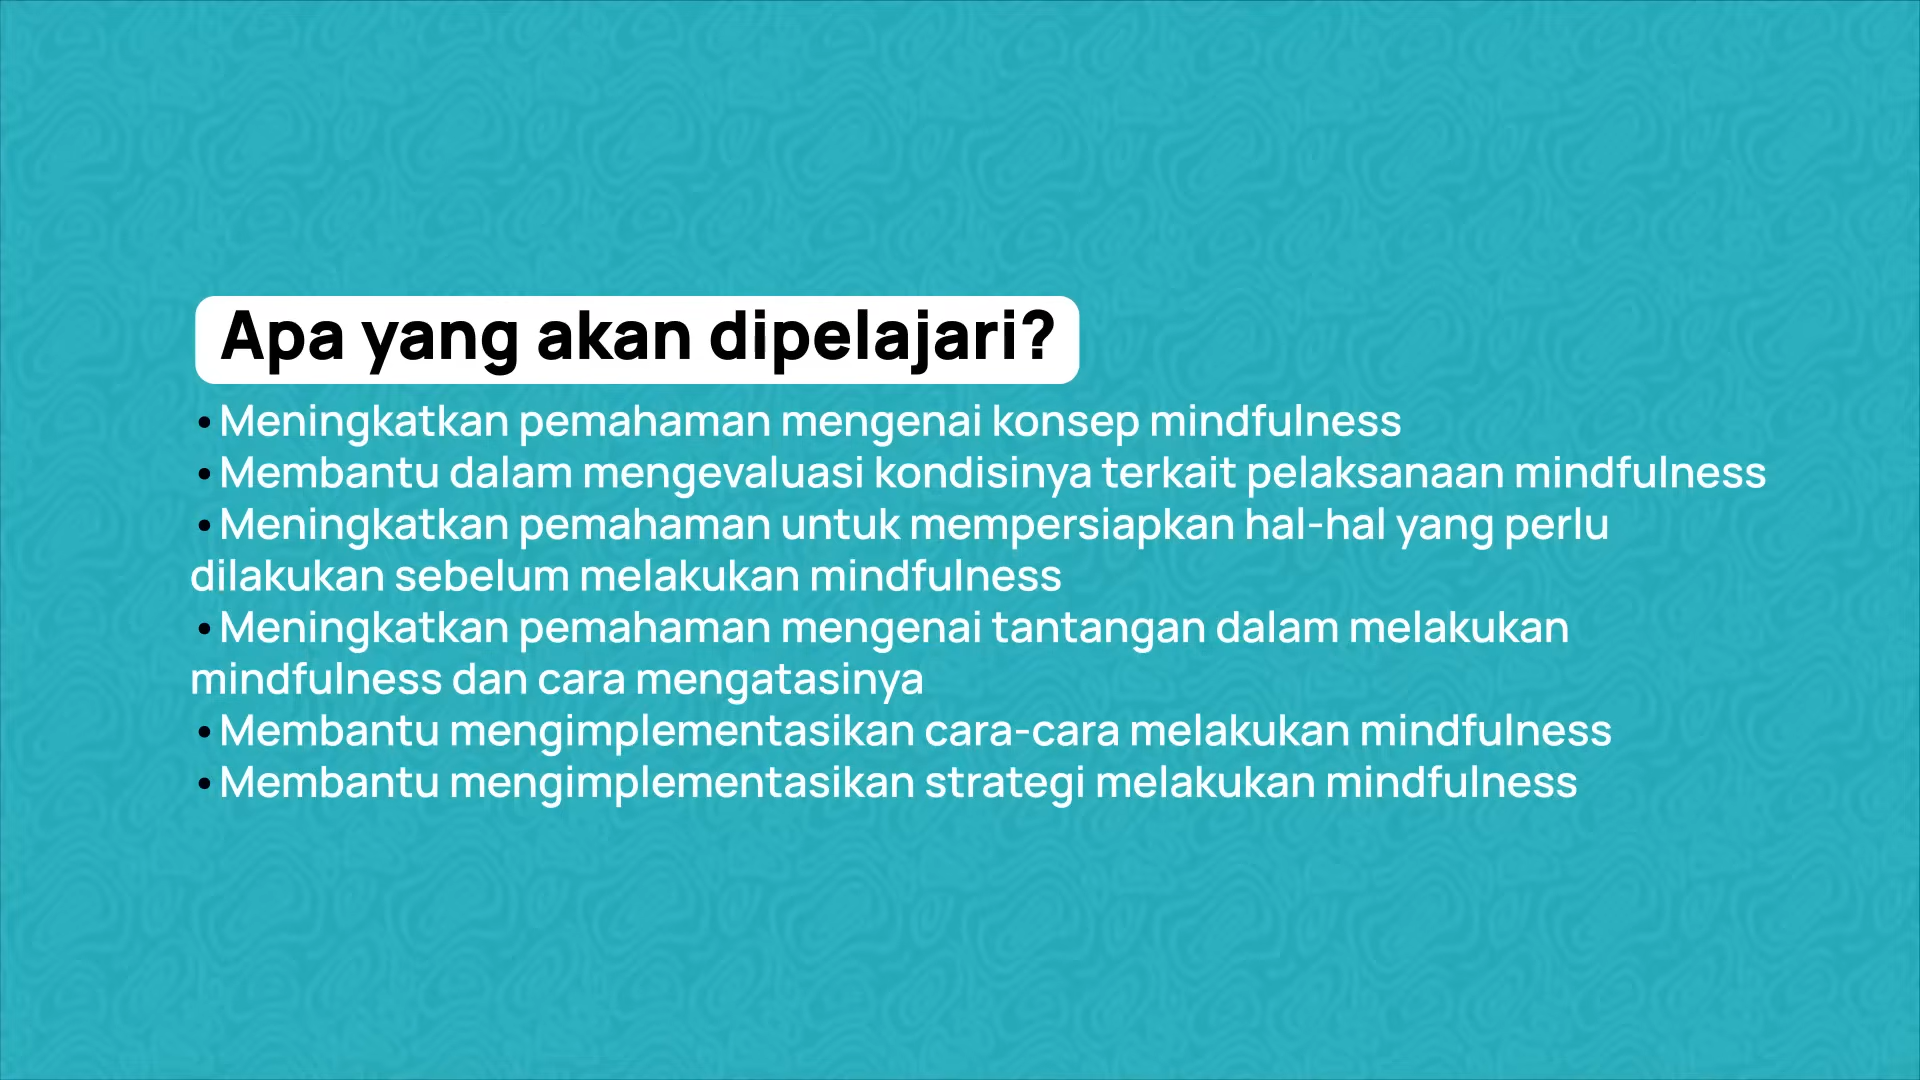 Apa yang akan dipelajari?
•Meningkatkan pemahaman mengenai konsep mindfulness
•Membantu dalam mengevaluasi kondisinya terkait pelaksanaan mindfulness
•Meningkatkan pemahaman untuk mempersiapkan hal-hal yang perlu
dilakukan sebelum melakukan mindfulness
•Meningkatkan pemahaman mengenai tantangan dalam melakukan
mindfulness dan cara mengatasinya
•Membantu mengimplementasikan cara-cara melakukan mindfulness
•Membantu mengimplementasikan strategi melakukan mindfulness